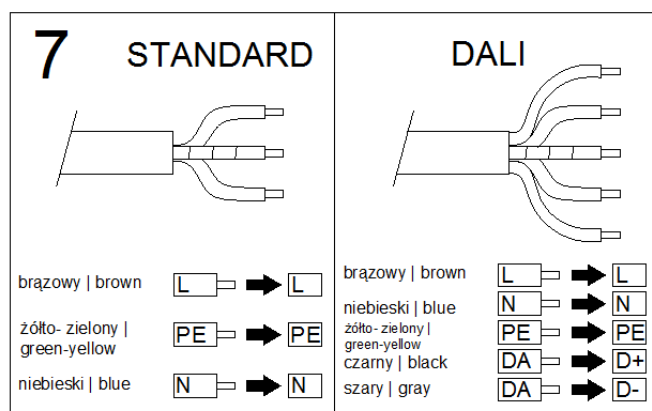 7 STANDARD
brązowy | brown L L
żółto- zielony |
green-yellow PE PE
niebieski | blue N N
DALI
brązowy | brown L L
niebieski | blue N N
żółto- zielony |
green-yellow PE PE
czarny | black DA D+
szary | gray DA D-